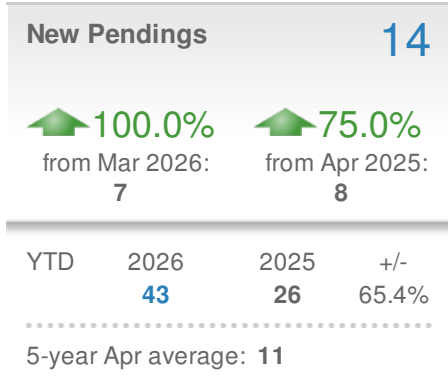 New Pendings 14
100.0% 75.0%
from Mar 2026: from Apr 2025:
7 8
YTD 2026 2025 +/-
43 26 65.4%
5-year Apr average: 11